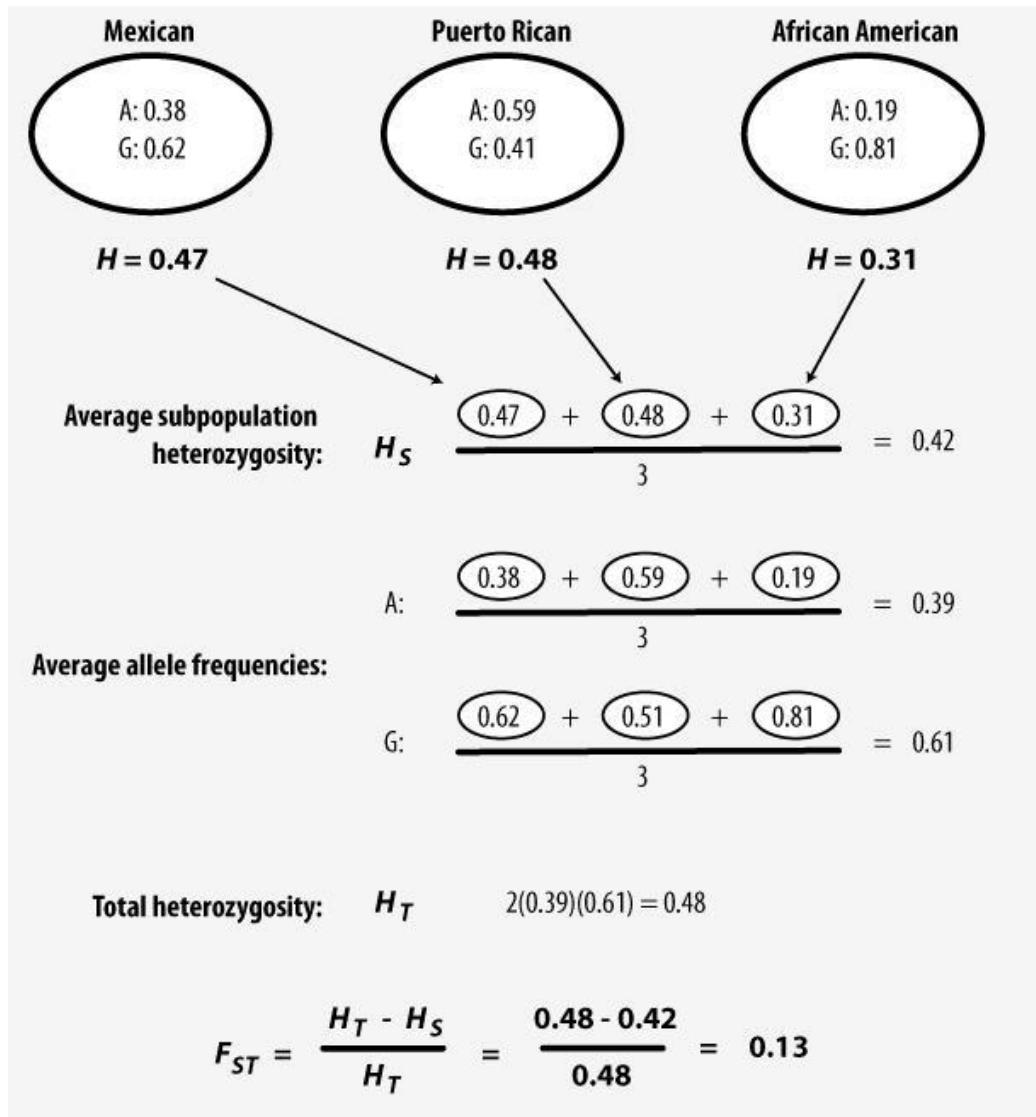 Mexican Puerto Rican African American
A: 0.38 A: 0.59 A: 0.19
G: 0.62 G: 0.41 G: 0.81
H = 0.47 H = 0.48 H = 0.31
Average subpopulation
heterozygosity: H_S
0.47 + 0.48 + 0.31 = 0.42
3
A: 0.38 + 0.59 + 0.19 = 0.39
3
Average allele frequencies:
G: 0.62 + 0.51 + 0.81 = 0.61
3
Total heterozygosity: H_T 2(0.39)(0.61) = 0.48
F_ST = H_T - H_S = 0.48 - 0.42 = 0.13
H_T 0.48